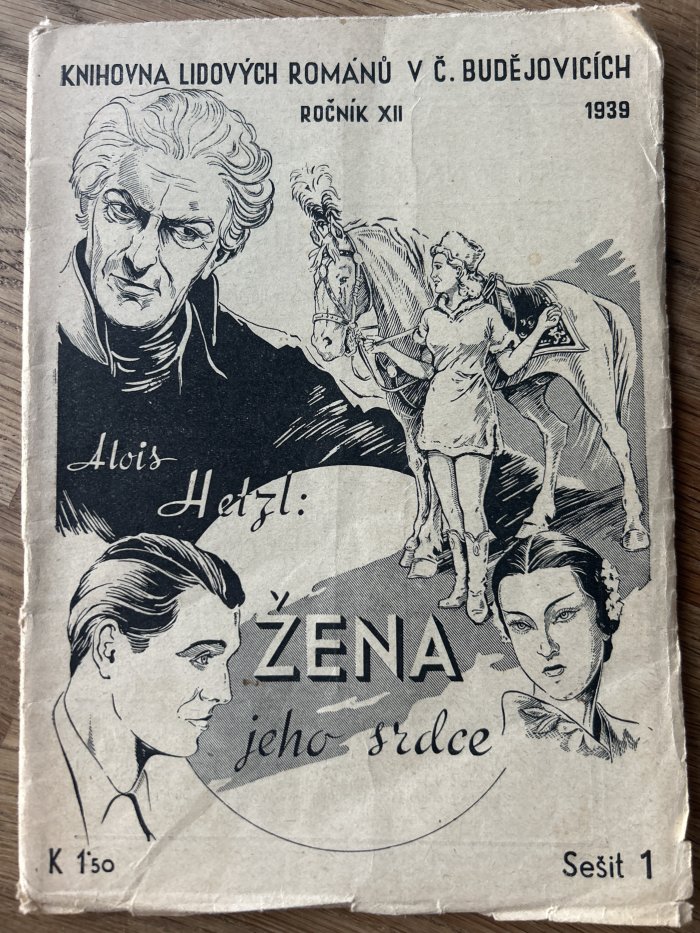 KNIHOVNA LIDOVÝCH ROMÁNŮ V Č. BUDĚJOVICÍCH
ROČNÍK XII 1939
Alois
Hetzl:
ŽENA
jeho srdce
K 1·50 Sešit 1